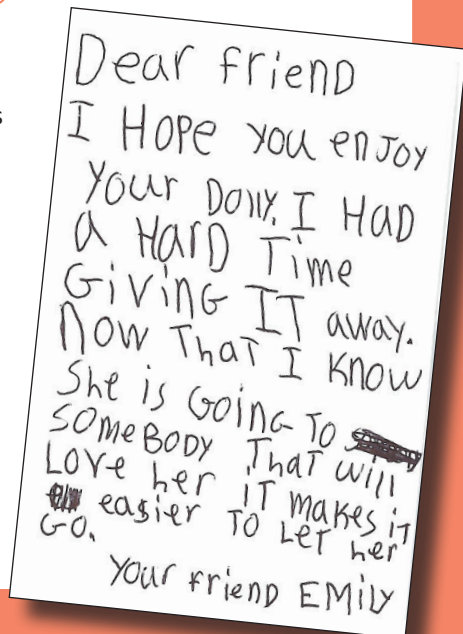 s
Dear friend
I Hope you enjoy
your Dolly. I HAD
a HarD Time
GiVinG IT away.
Now THaT I Know
She is GoinG To
someBODY That will
Love her IT makes iT
easier To LeT her
GO.
Your frienD EMiLY